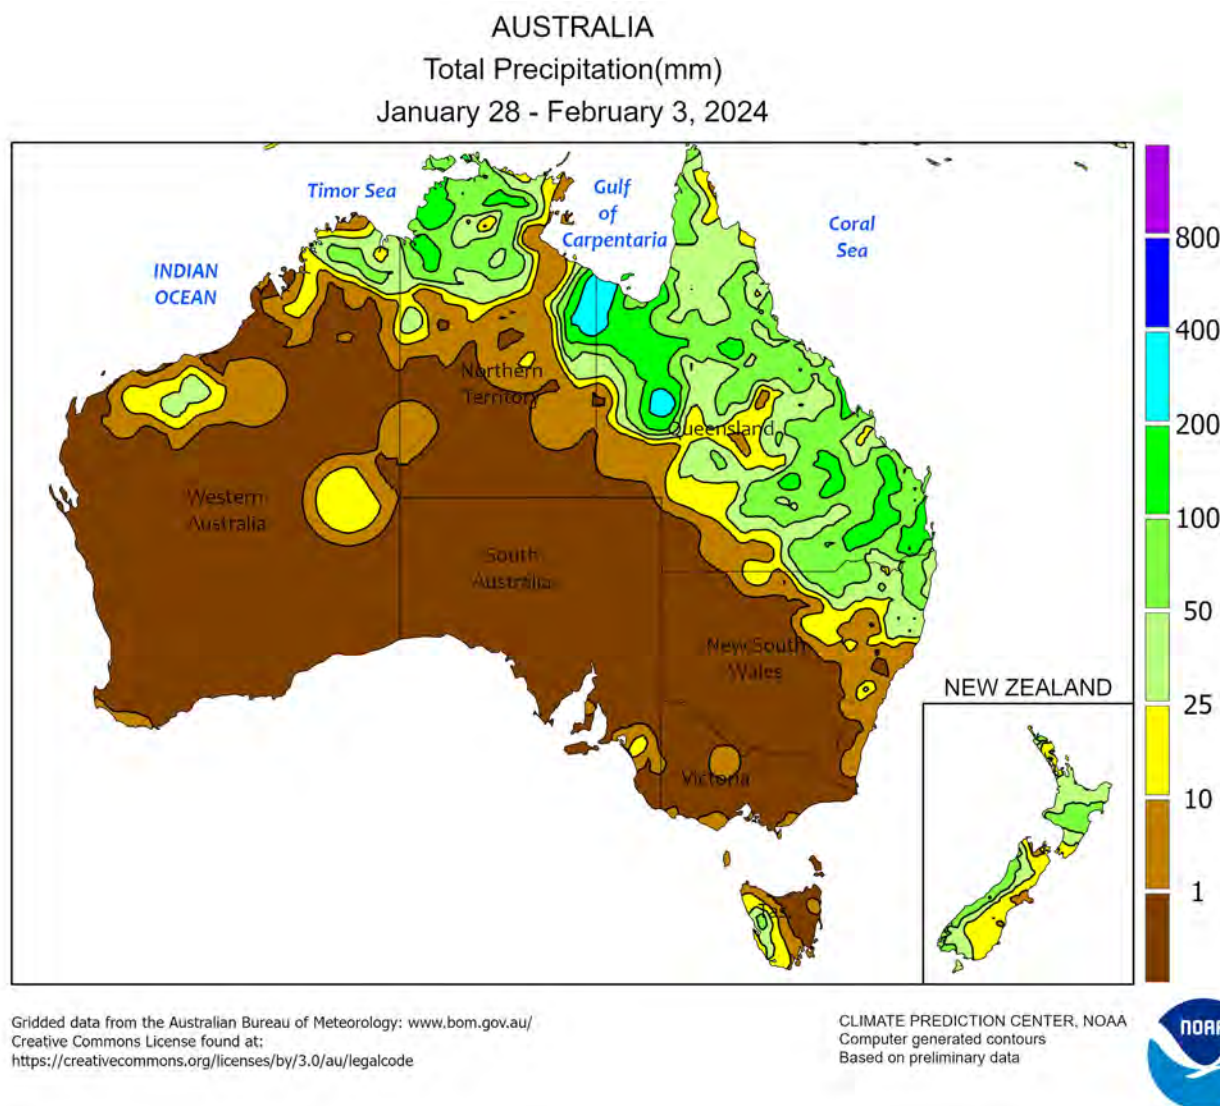 AUSTRALIA
Total Precipitation(mm)
January 28 - February 3, 2024
Timor Sea
Gulf
of
Carpentaria
Coral
Sea
INDIAN
OCEAN
Northern
Territory
Queensland
Western
Australia
South
Australia
New South
Wales
Victoria
Tas.
NEW ZEALAND
800
400
200
100
50
25
10
1
Gridded data from the Australian Bureau of Meteorology: www.bom.gov.au/
Creative Commons License found at:
https://creativecommons.org/licenses/by/3.0/au/legalcode
CLIMATE PREDICTION CENTER, NOAA
Computer generated contours
Based on preliminary data